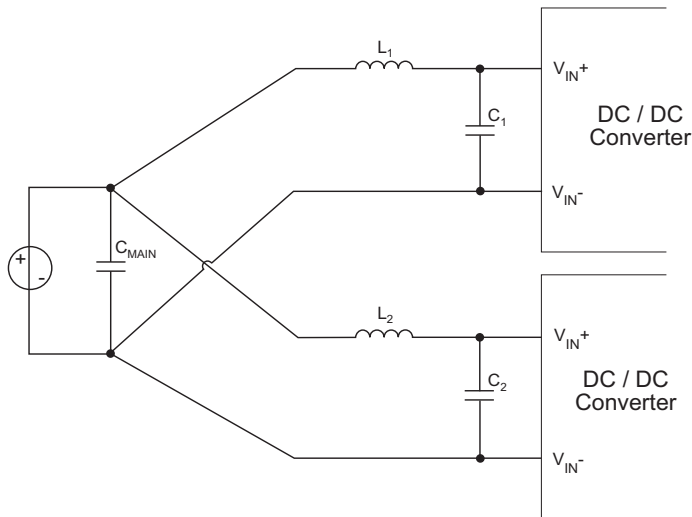 L1
VIN+
C1
DC / DC
Converter
VIN-
CMAIN
+
-
L2
VIN+
C2
DC / DC
Converter
VIN-